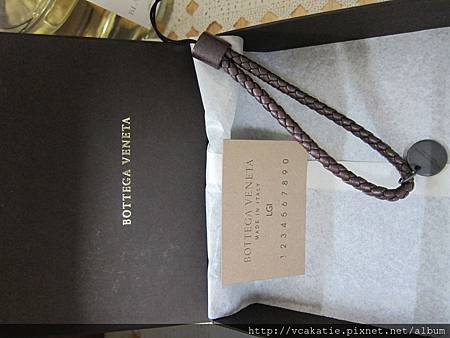 BOTTEGA VENETA
BOTTEGA VENETA
MADE IN ITALY
LGI
1 2 3 4 5 6 7 8 9 0
http://vcakatie.pixnet.net/album